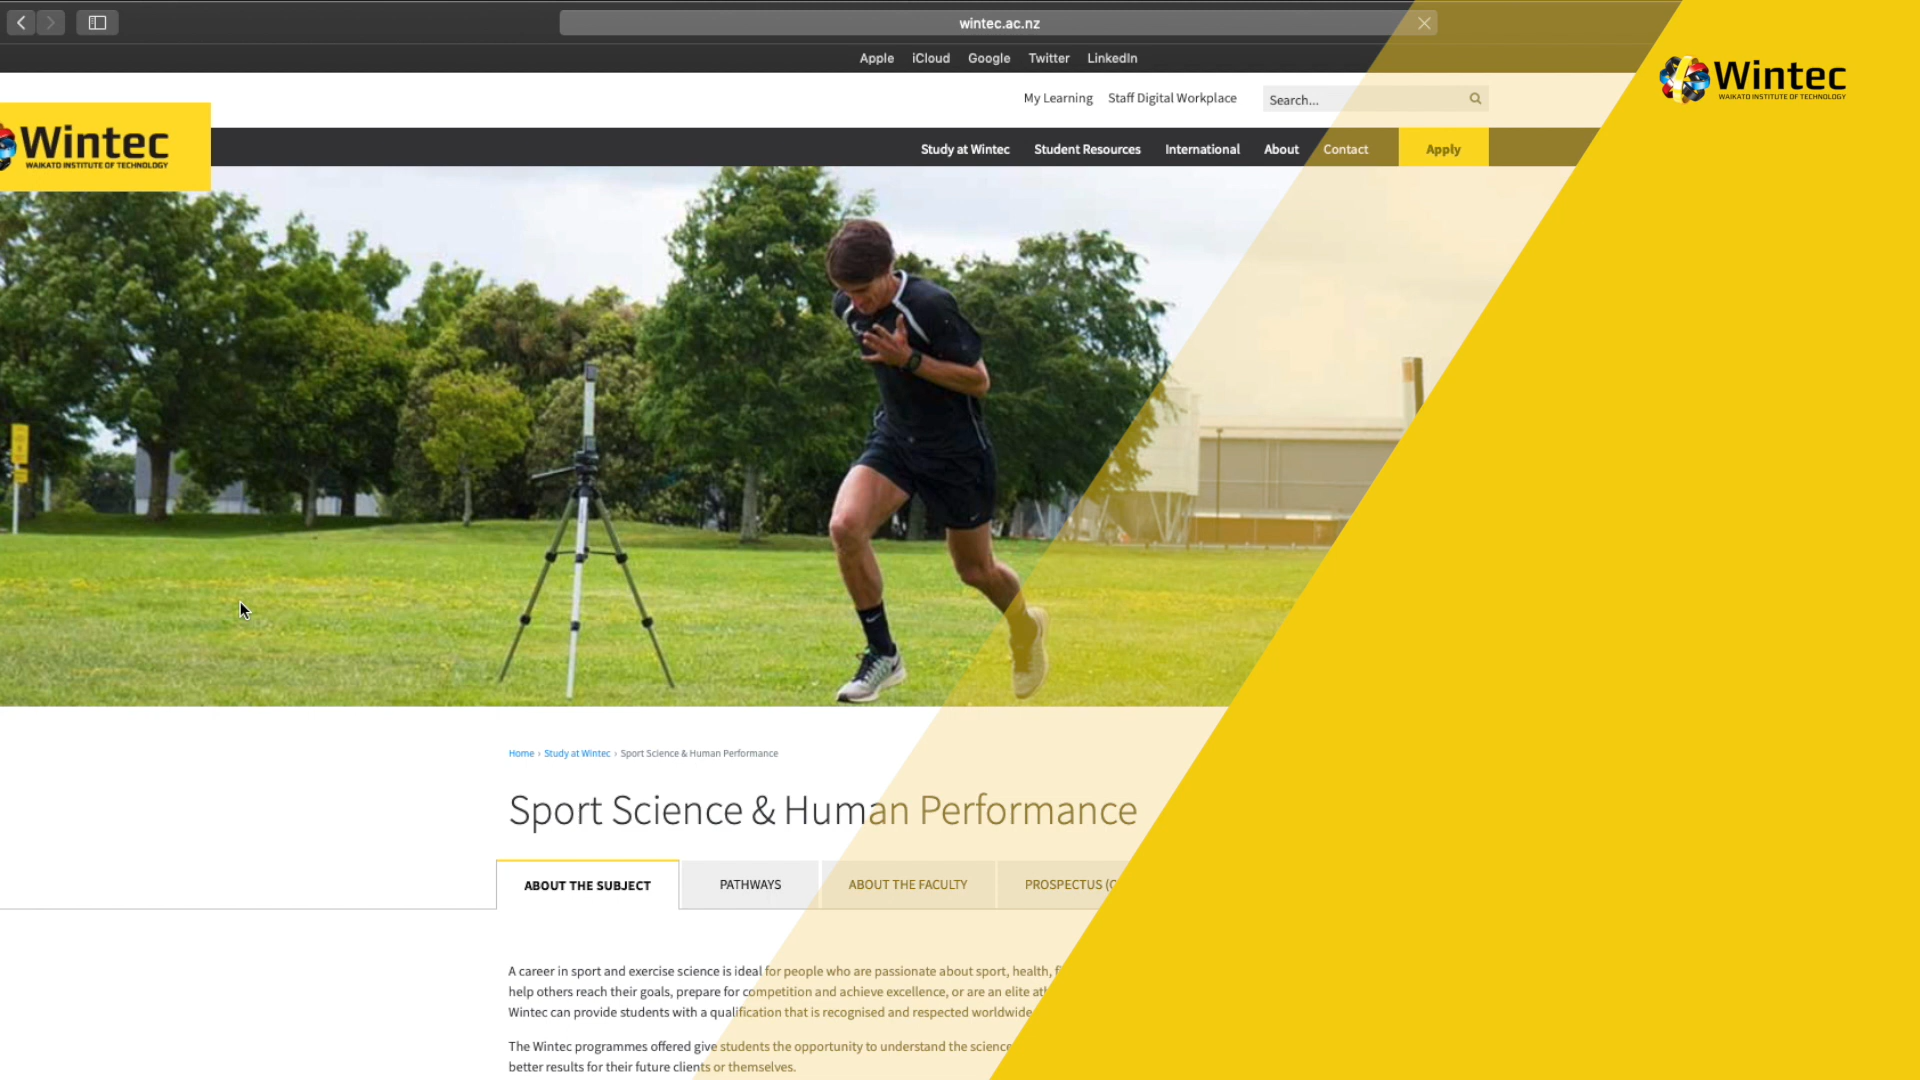 wintec.ac.nz
Apple iCloud Google Twitter LinkedIn
Wintec
WAIKATO INSTITUTE OF TECHNOLOGY
My Learning Staff Digital Workplace Search...
Wintec
WAIKATO INSTITUTE OF TECHNOLOGY
Study at Wintec Student Resources International About Contact Apply
Home › Study at Wintec › Sport Science & Human Performance
Sport Science & Human Performance
ABOUT THE SUBJECT PATHWAYS ABOUT THE FACULTY PROSPECTUS
A career in sport and exercise science is ideal for people who are passionate about sport, health,
help others reach their goals, prepare for competition and achieve excellence, or are an elite
Wintec can provide students with a qualification that is recognised and respected worldwide
The Wintec programmes offered give students the opportunity to understand the science
better results for their future clients or themselves.